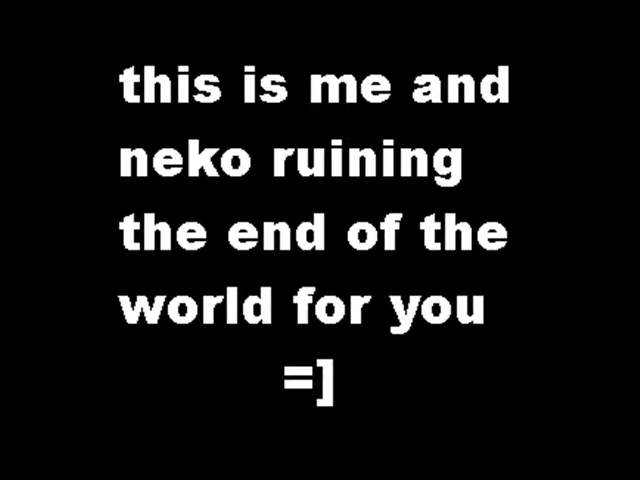 this is me and
neko ruining
the end of the
world for you
=]